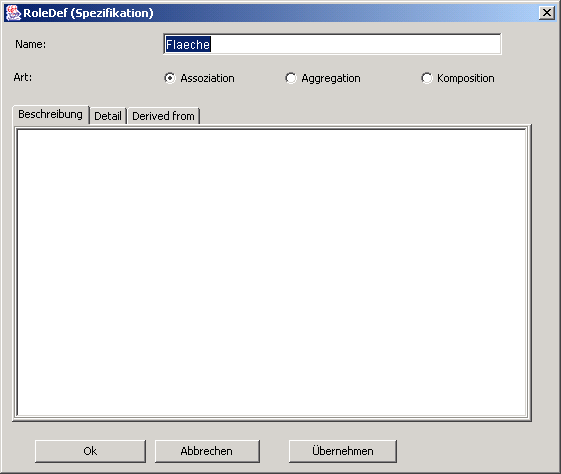 RoleDef (Spezifikation)
Name: Flaeche
Art: Assoziation Aggregation Komposition
Beschreibung Detail Derived from
Ok Abbrechen Übernehmen